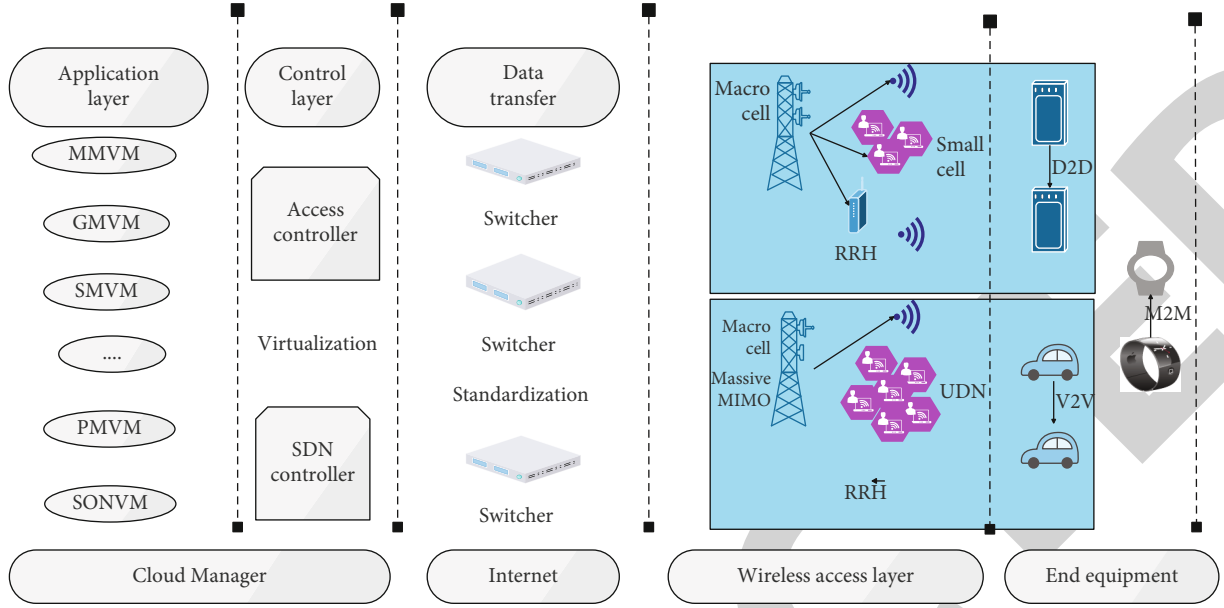 Application
layer
MMVM
GMVM
SMVM
....
PMVM
SONVM
Control
layer
Access
controller
Virtualization
SDN
controller
Cloud Manager
Data
transfer
Switcher
Switcher
Standardization
Switcher
Internet
Macro
cell
Small
cell
RRH
Macro
cell
Massive
MIMO
UDN
RRH
Wireless access layer
D2D
V2V
M2M
End equipment